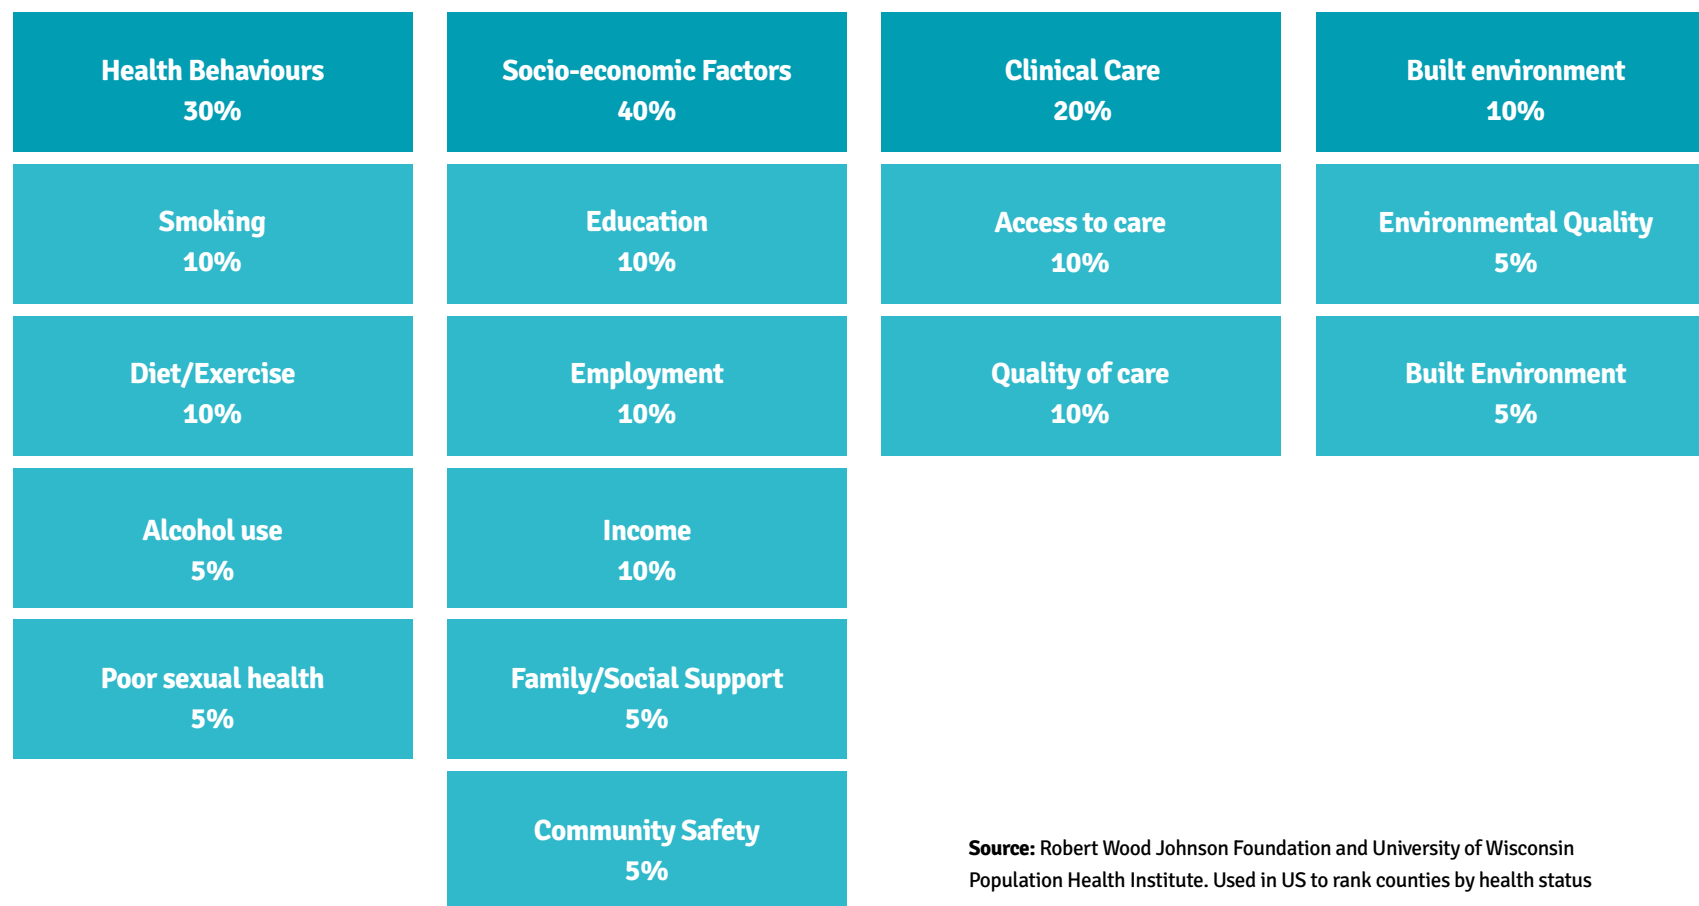 Health Behaviours
30%
Smoking
10%
Diet/Exercise
10%
Alcohol use
5%
Poor sexual health
5%
Socio-economic Factors
40%
Education
10%
Employment
10%
Income
10%
Family/Social Support
5%
Community Safety
5%
Clinical Care
20%
Access to care
10%
Quality of care
10%
Built environment
10%
Environmental Quality
5%
Built Environment
5%
Source: Robert Wood Johnson Foundation and University of Wisconsin
Population Health Institute. Used in US to rank counties by health status